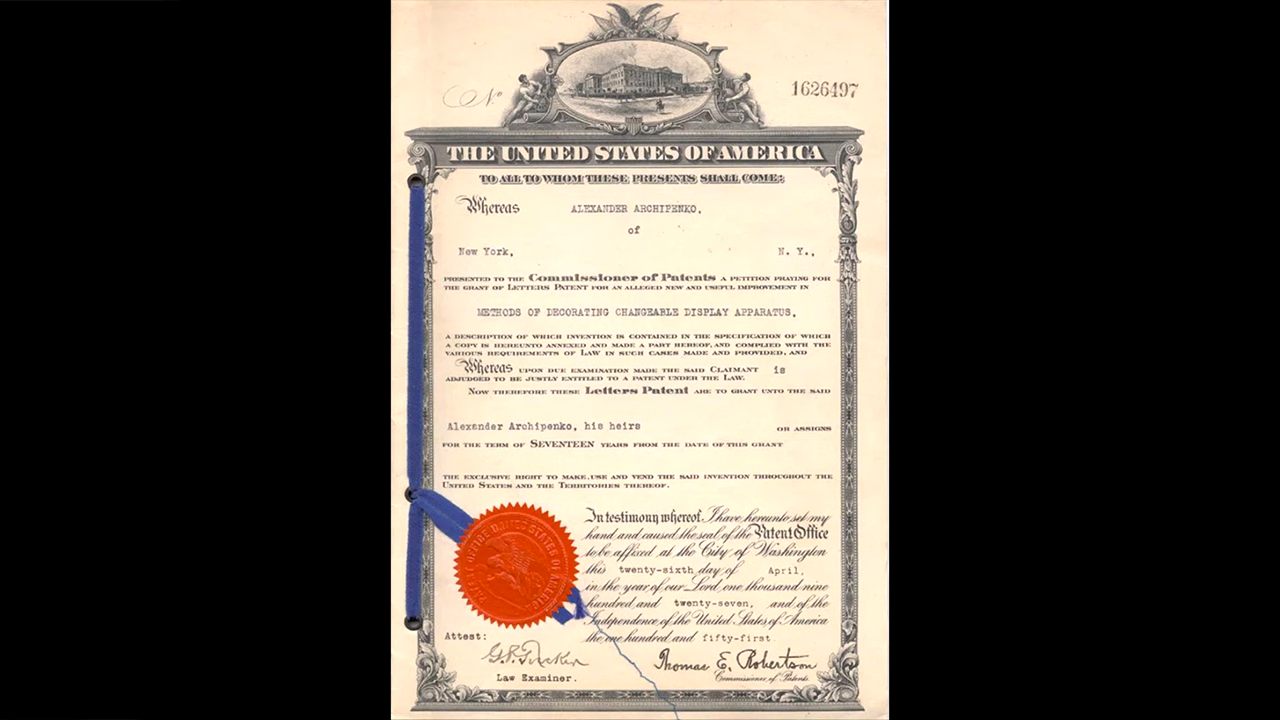 No
1626497
THE UNITED STATES OF AMERICA
TO ALL TO WHOM THESE PRESENTS SHALL COME:
Whereas ALEXANDER ARCHIPENKO,
of
New York, N. Y.,
PRESENTED TO THE Commissioner of Patents A PETITION PRAYING FOR
THE GRANT OF LETTERS PATENT FOR AN ALLEGED NEW AND USEFUL IMPROVEMENT IN
METHODS OF DECORATING CHANGEABLE DISPLAY APPARATUS,
A DESCRIPTION OF WHICH INVENTION IS CONTAINED IN THE SPECIFICATION OF WHICH
A COPY IS HEREUNTO ANNEXED AND MADE A PART HEREOF, AND COMPLIED WITH THE
VARIOUS REQUIREMENTS OF LAW IN SUCH CASES MADE AND PROVIDED, AND
Whereas UPON DUE EXAMINATION MADE THE SAID CLAIMANT is
ADJUDGED TO BE JUSTLY ENTITLED TO A PATENT UNDER THE LAW.
NOW THEREFORE THESE Letters Patent ARE TO GRANT UNTO THE SAID
Alexander Archipenko, his heirs OR ASSIGNS
FOR THE TERM OF SEVENTEEN YEARS FROM THE DATE OF THIS GRANT
THE EXCLUSIVE RIGHT TO MAKE, USE AND VEND THE SAID INVENTION THROUGHOUT THE
UNITED STATES AND THE TERRITORIES THEREOF.
In testimony whereof, I have hereunto set my
hand and caused the seal of the Patent Office
to be affixed at the City of Washington
this twenty-sixth day of April,
in the year of our Lord one thousand nine
hundred and twenty-seven, and of the
Independence of the United States of America
the one hundred and fifty-first.
PATENT OFFICE UNITED STATES OF AMERICA
Attest:
Law Examiner.
Thomas E. Robertson
Commissioner of Patents.